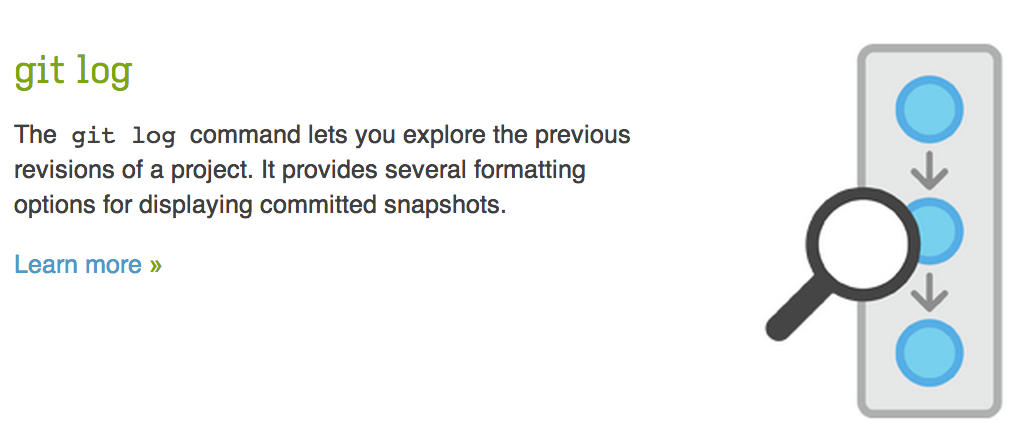 git log
The git log command lets you explore the previous
revisions of a project. It provides several formatting
options for displaying committed snapshots.
Learn more »